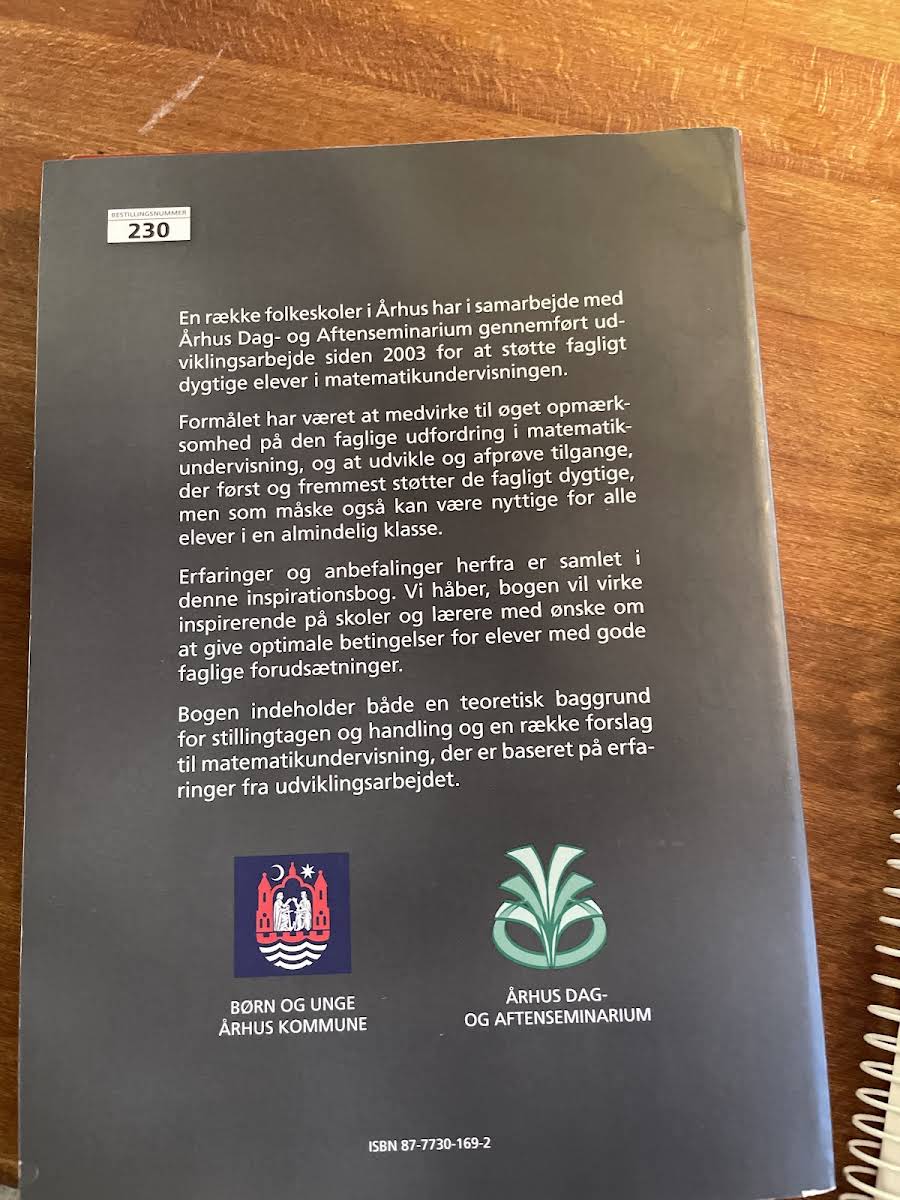 BESTILLINGSNUMMER
230
En række folkeskoler i Århus har i samarbejde med
Århus Dag- og Aftenseminarium gennemført ud-
viklingsarbejde siden 2003 for at støtte fagligt
dygtige elever i matematikundervisningen.
Formålet har været at medvirke til øget opmærk-
somhed på den faglige udfordring i matematik-
undervisning, og at udvikle og afprøve tilgange,
der først og fremmest støtter de fagligt dygtige,
men som måske også kan være nyttige for alle
elever i en almindelig klasse.
Erfaringer og anbefalinger herfra er samlet i
denne inspirationsbog. Vi håber, bogen vil virke
inspirerende på skoler og lærere med ønske om
at give optimale betingelser for elever med gode
faglige forudsætninger.
Bogen indeholder både en teoretisk baggrund
for stillingtagen og handling og en række forslag
til matematikundervisning, der er baseret på erfa-
ringer fra udviklingsarbejdet.
BØRN OG UNGE
ÅRHUS KOMMUNE
ÅRHUS DAG-
OG AFTENSEMINARIUM
ISBN 87-7730-169-2